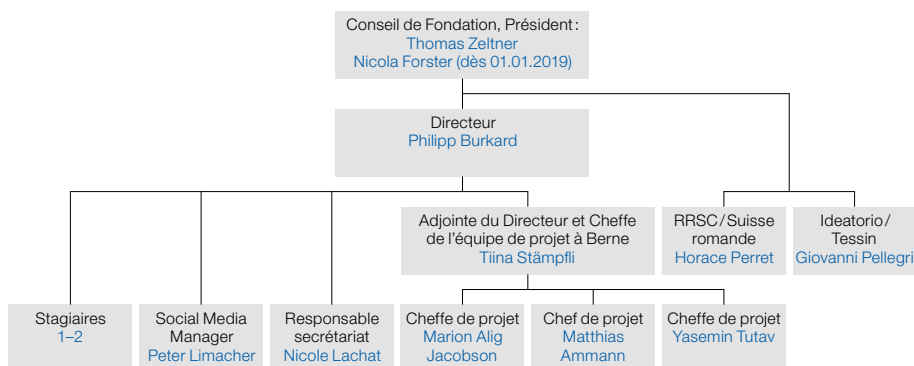 Conseil de Fondation, Président :
Thomas Zeltner
Nicola Forster (dès 01.01.2019)
Directeur
Philipp Burkard
Adjointe du Directeur et Cheffe
de l’équipe de projet à Berne
Tiina Stämpfli
RRSC / Suisse
romande
Horace Perret
Ideatorio /
Tessin
Giovanni Pellegri
Stagiaires
1–2
Social Media
Manager
Peter Limacher
Responsable
secrétariat
Nicole Lachat
Cheffe de projet
Marion Alig
Jacobson
Chef de projet
Matthias
Ammann
Cheffe de projet
Yasemin Tutav